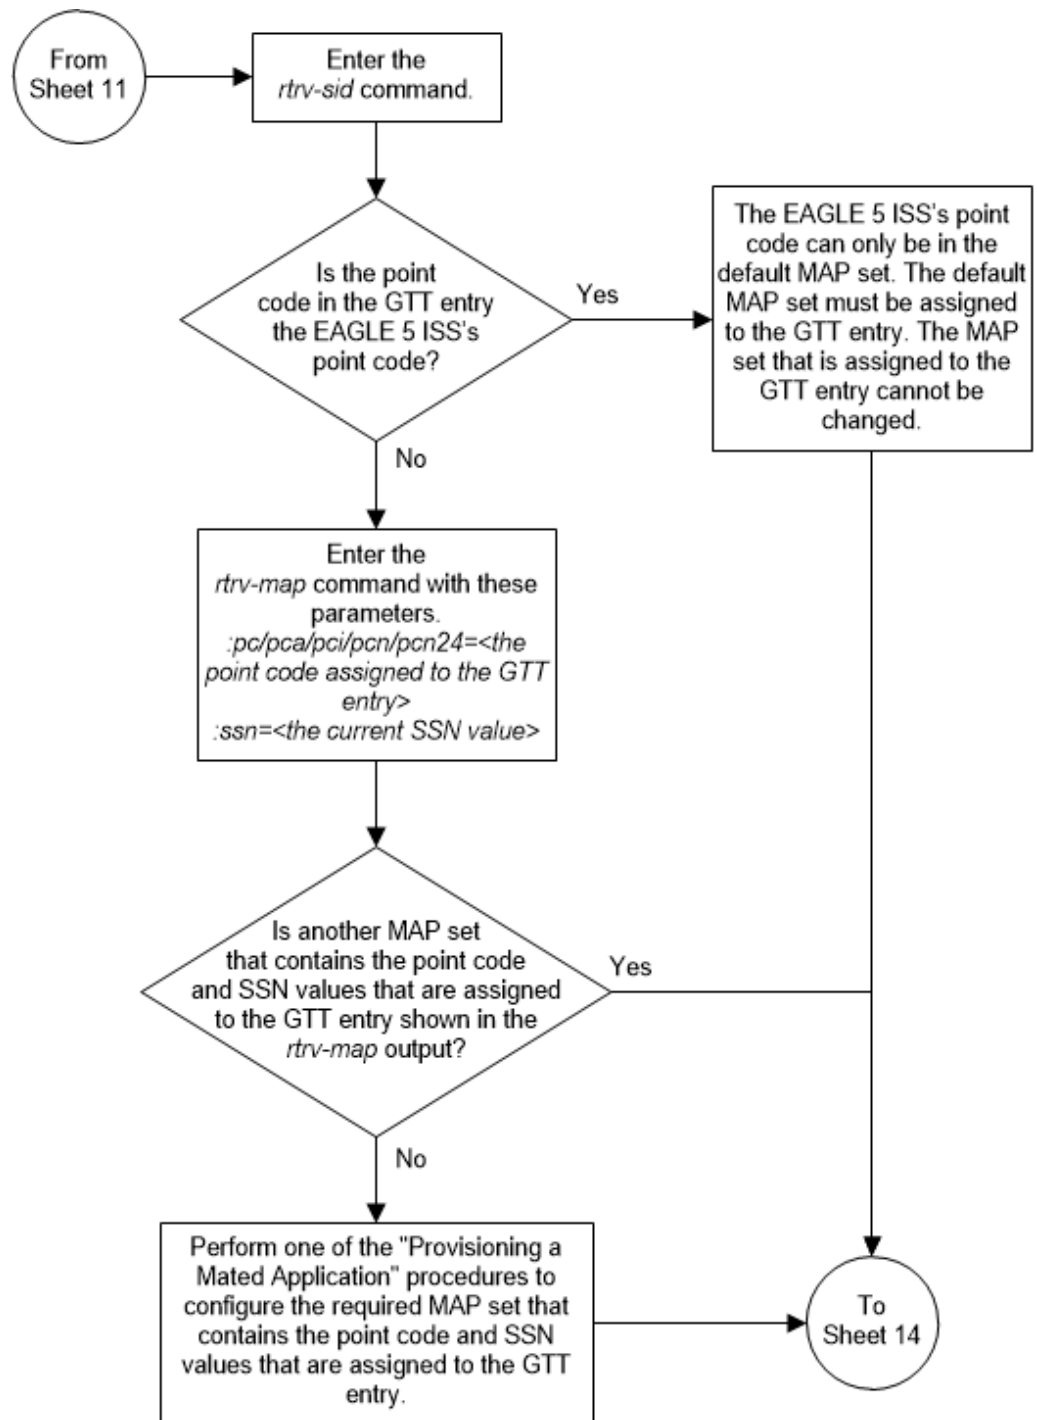 From
Sheet 11
Enter the
rtrv-sid command.
Is the point
code in the GTT entry
the EAGLE 5 ISS's
point code?
Yes
The EAGLE 5 ISS's point
code can only be in the
default MAP set. The default
MAP set must be assigned
to the GTT entry. The MAP
set that is assigned to the
GTT entry cannot be
changed.
No
Enter the
rtrv-map command with these
parameters.
:pc/pca/pci/pcn/pcn24=<the
point code assigned to the GTT
entry>
:ssn=<the current SSN value>
Is another MAP set
that contains the point code
and SSN values that are assigned
to the GTT entry shown in the
rtrv-map output?
Yes
No
Perform one of the "Provisioning a
Mated Application" procedures to
configure the required MAP set that
contains the point code and SSN
values that are assigned to the GTT
entry.
To
Sheet 14